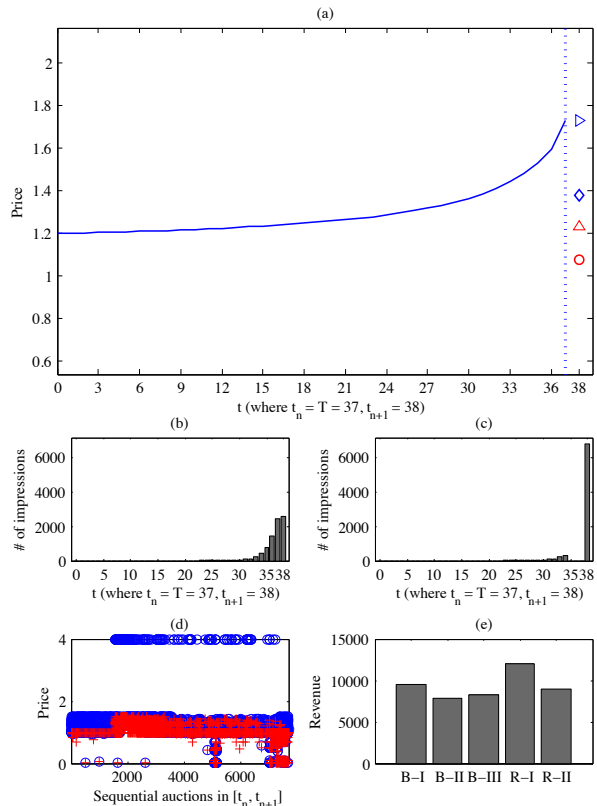 (a)
2
1.8
1.6
1.4
1.2
1
0.8
0.6
Price
0 3 6 9 12 15 18 21 24 27 30 33 36 38
t (where t_n = T = 37, t_{n+1} = 38)
(b) (c)
6000
4000
2000
0
# of impressions
0 5 10 15 20 25 30 35 38
t (where t_n = T = 37, t_{n+1} = 38)
6000
4000
2000
0
# of impressions
0 5 10 15 20 25 30 35 38
t (where t_n = T = 37, t_{n+1} = 38)
(d) (e)
4
2
0
Price
2000 4000 6000
Sequential auctions in [t_n, t_{n+1}]
15000
10000
5000
0
Revenue
B–I B–II B–III R–I R–II